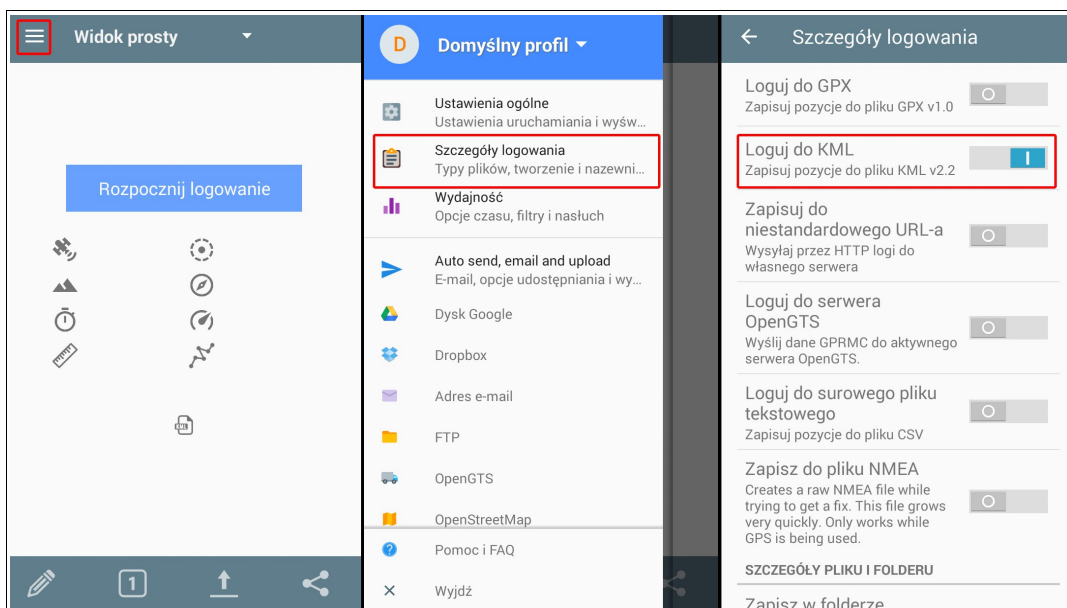 Widok prosty
Rozpocznij logowanie
KML
1
D
Domyślny profil
Ustawienia ogólne
Ustawienia uruchamiania i wyśw...
Szczegóły logowania
Typy plików, tworzenie i nazewni...
Wydajność
Opcje czasu, filtry i nasłuch
Auto send, email and upload
E-mail, opcje udostępniania i wy...
Dysk Google
Dropbox
Adres e-mail
FTP
OpenGTS
OpenStreetMap
Pomoc i FAQ
Wyjdź
Szczegóły logowania
Loguj do GPX
Zapisuj pozycje do pliku GPX v1.0
Loguj do KML
Zapisuj pozycje do pliku KML v2.2
Zapisuj do
niestandardowego URL-a
Wysyłaj przez HTTP logi do
własnego serwera
Loguj do serwera
OpenGTS
Wyślij dane GPRMC do aktywnego
serwera OpenGTS.
Loguj do surowego pliku
tekstowego
Zapisuj pozycje do pliku CSV
Zapisz do pliku NMEA
Creates a raw NMEA file while
trying to get a fix. This file grows
very quickly. Only works while
GPS is being used.
SZCZEGÓŁY PLIKU I FOLDERU
Zapisz w folderze